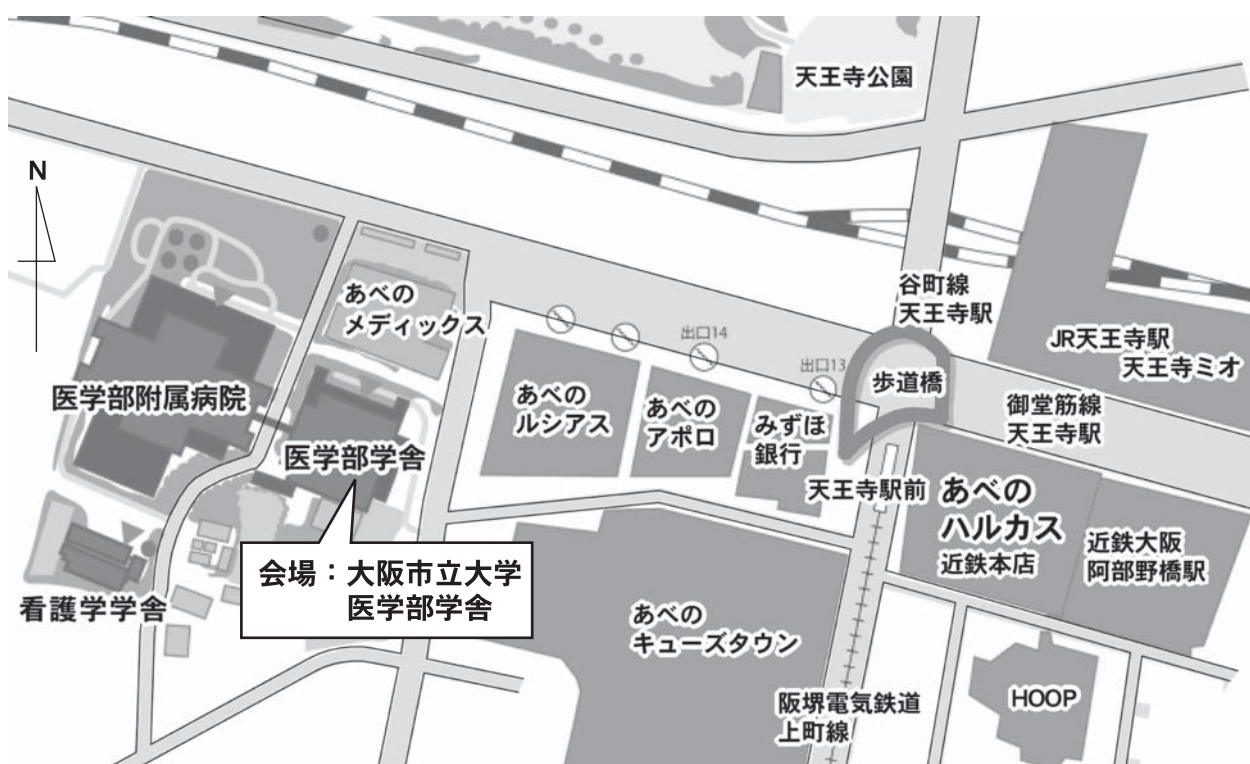 天王寺公園
N
谷町線
天王寺駅
あべの
メディックス
出口14
JR天王寺駅
天王寺ミオ
出口13
歩道橋
医学部附属病院
あべの
ルシアス
あべの
アポロ
みずほ
銀行
御堂筋線
天王寺駅
医学部学舎
天王寺駅前
あべの
ハルカス
近鉄本店
近鉄大阪
阿部野橋駅
会場：大阪市立大学
医学部学舎
看護学学舎
あべの
キューズタウン
阪堺電気鉄道
上町線
HOOP